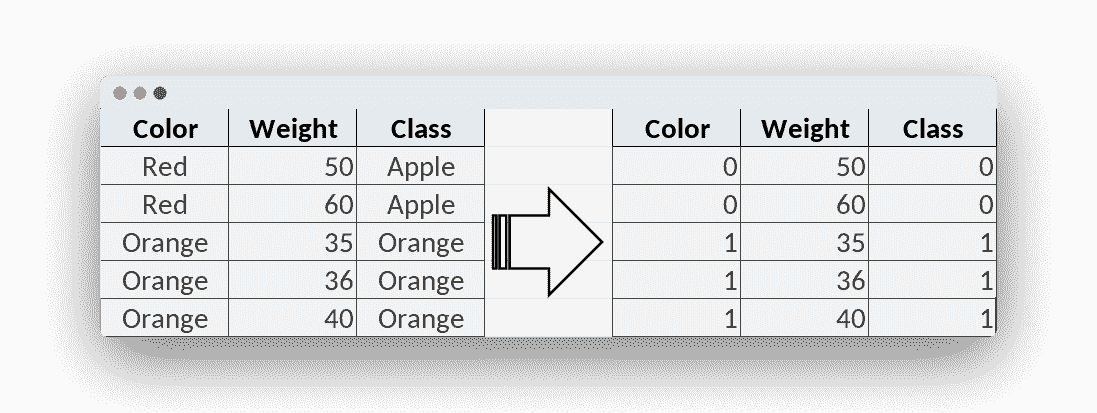 Color Weight Class Color Weight Class
Red 50 Apple 0 50 0
Red 60 Apple 0 60 0
Orange 35 Orange 1 35 1
Orange 36 Orange 1 36 1
Orange 40 Orange 1 40 1